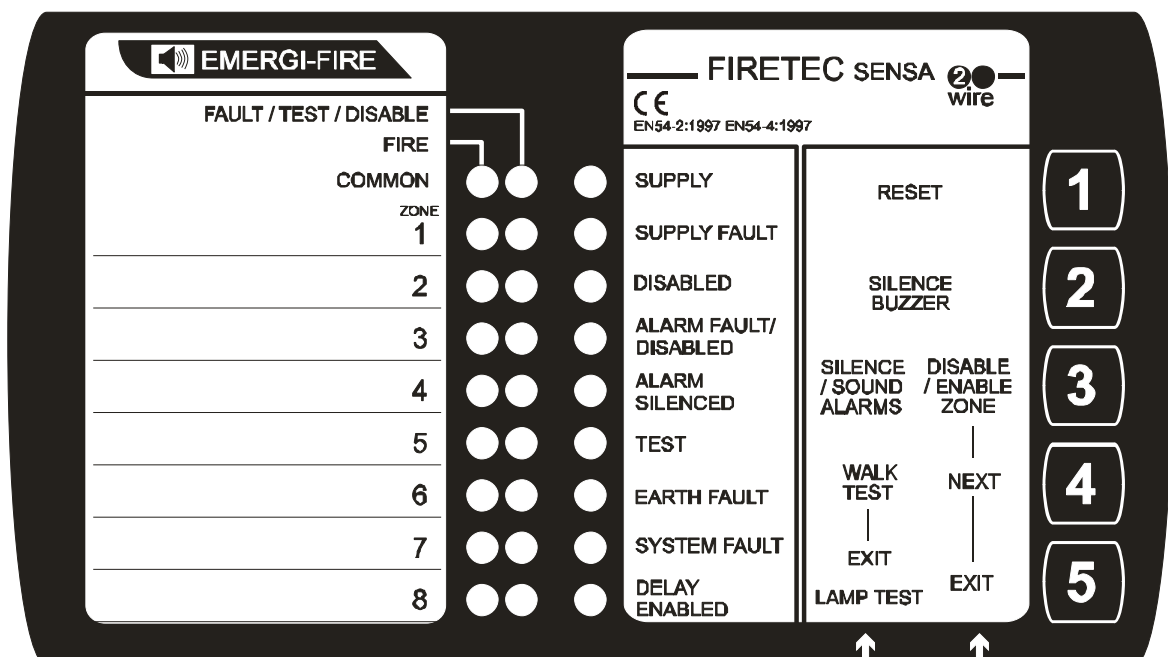 EMERGI-FIRE
FAULT / TEST / DISABLE
FIRE
COMMON
ZONE
1
2
3
4
5
6
7
8
FIRETEC SENSA 2 wire
CE
EN54-2:1997 EN54-4:1997
SUPPLY
SUPPLY FAULT
DISABLED
ALARM FAULT/
DISABLED
ALARM
SILENCED
TEST
EARTH FAULT
SYSTEM FAULT
DELAY
ENABLED
RESET
SILENCE
BUZZER
SILENCE
/ SOUND
ALARMS
DISABLE
/ ENABLE
ZONE
WALK
TEST
NEXT
EXIT
EXIT
LAMP TEST
1
2
3
4
5